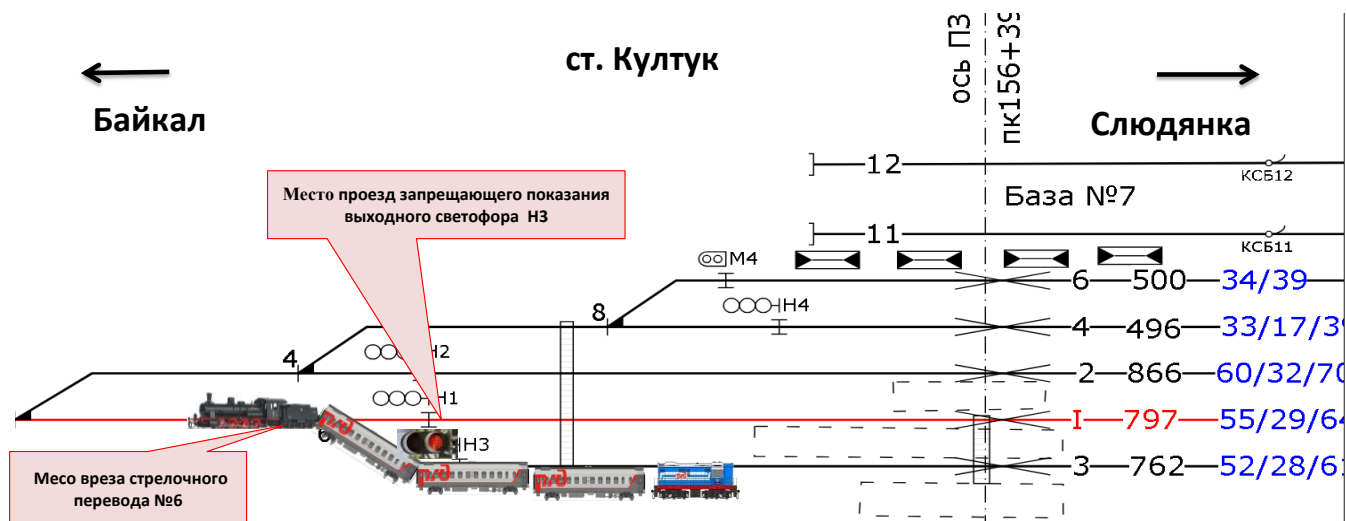 ст. Култук
Байкал
Слюдянка
ось ПЗ
пк156+39
Место проезд запрещающего показания
выходного светофора Н3
12
КСБ12
База №7
11
КСБ11
М4
6 500 34/39
8
Н4
4 496 33/17/39
4
Н2
2 866 60/32/70
Н1
I 797 55/29/64
6
Н3
3 762 52/28/61
Месо вреза стрелочного
перевода №6